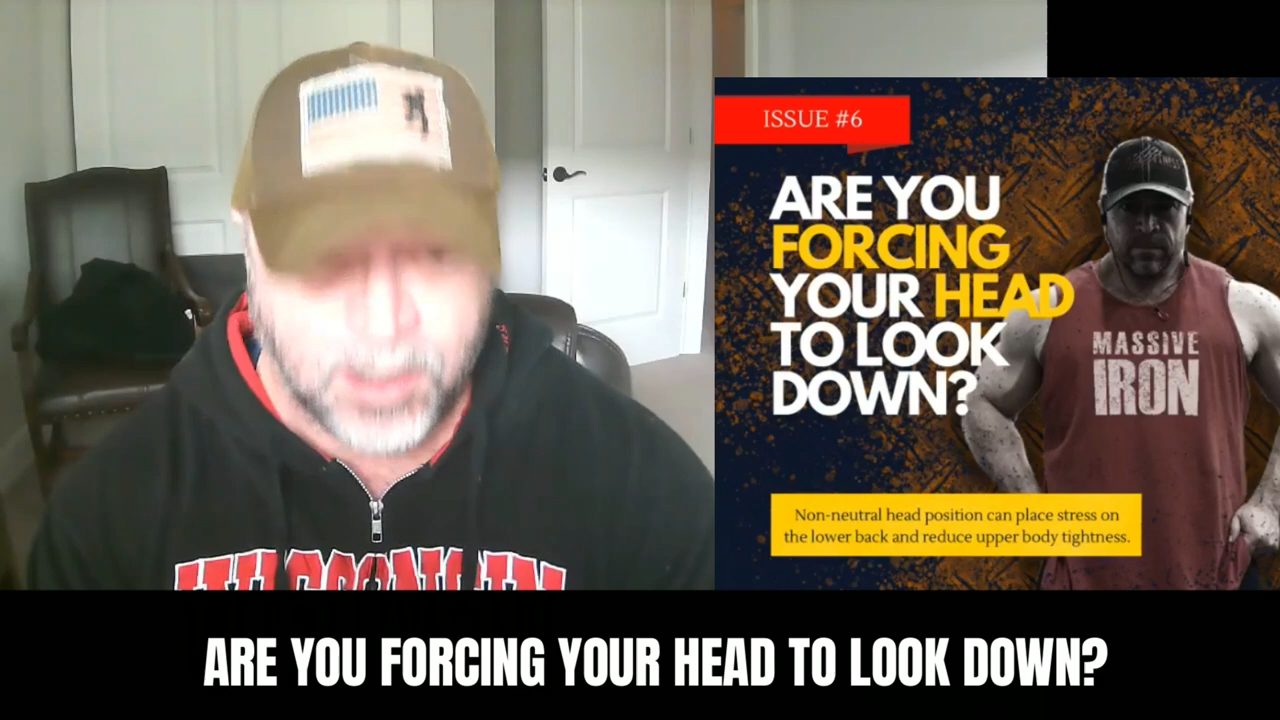 ISSUE #6
ARE YOU
FORCING
YOUR HEAD
TO LOOK
DOWN?
MASSIVE
IRON
Non-neutral head position can place stress on
the lower back and reduce upper body tightness.
WISCONSIN
ARE YOU FORCING YOUR HEAD TO LOOK DOWN?